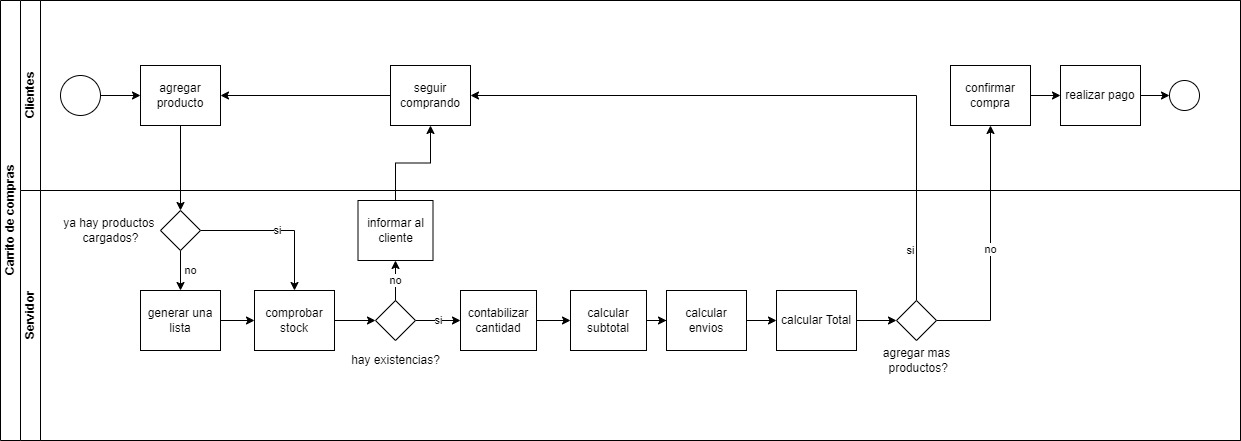 Carrito de compras
Clientes
agregar
producto
seguir
comprando
confirmar
compra
realizar pago
Servidor
ya hay productos
cargados?
si
no
informar al
cliente
no
si
no
generar una
lista
comprobar
stock
si
hay existencias?
contabilizar
cantidad
calcular
subtotal
calcular
envios
calcular Total
agregar mas
productos?